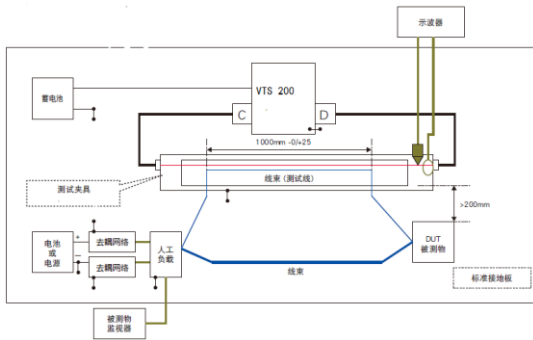 示波器
蓄电池
VTS 200
C
D
1000mm -0/+25
线束(测试线)
测试夹具
>200mm
电池
或
电源
+
−
去耦网络
去耦网络
人工
负载
DUT
被测物
线束
标准接地板
被测物
监视器